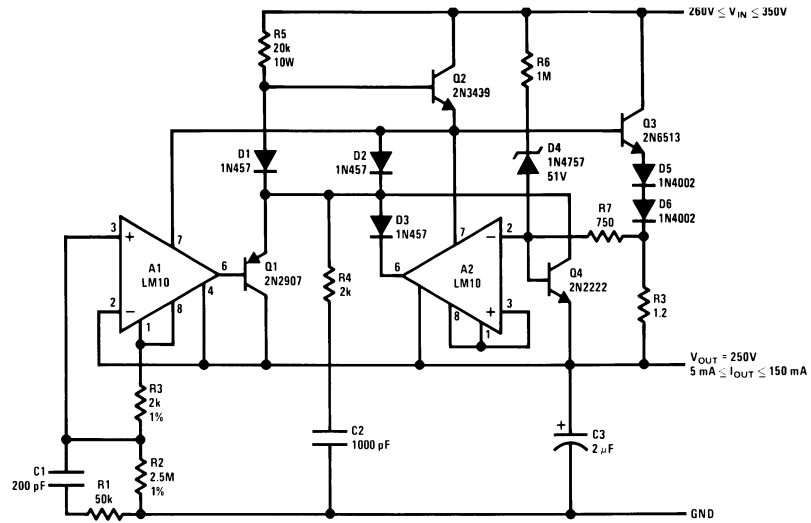 260V ≤ VIN ≤ 350V
R5
20k
10W
Q2
2N3439
R6
1M
Q3
2N6513
D1
1N457
D2
1N457
D4
1N4757
51V
D5
1N4002
D6
1N4002
R7
750
D3
1N457
3
+
7
A1
LM10
6
2
−
1
8
4
Q1
2N2907
R4
2k
7
2
−
A2
LM10
6
+
3
8
1
Q4
2N2222
R3
1.2
VOUT = 250V
5 mA ≤ IOUT ≤ 150 mA
R3
2k
1%
C2
1000 pF
+
C3
2 μF
C1
200 pF
R2
2.5M
1%
R1
50k
GND